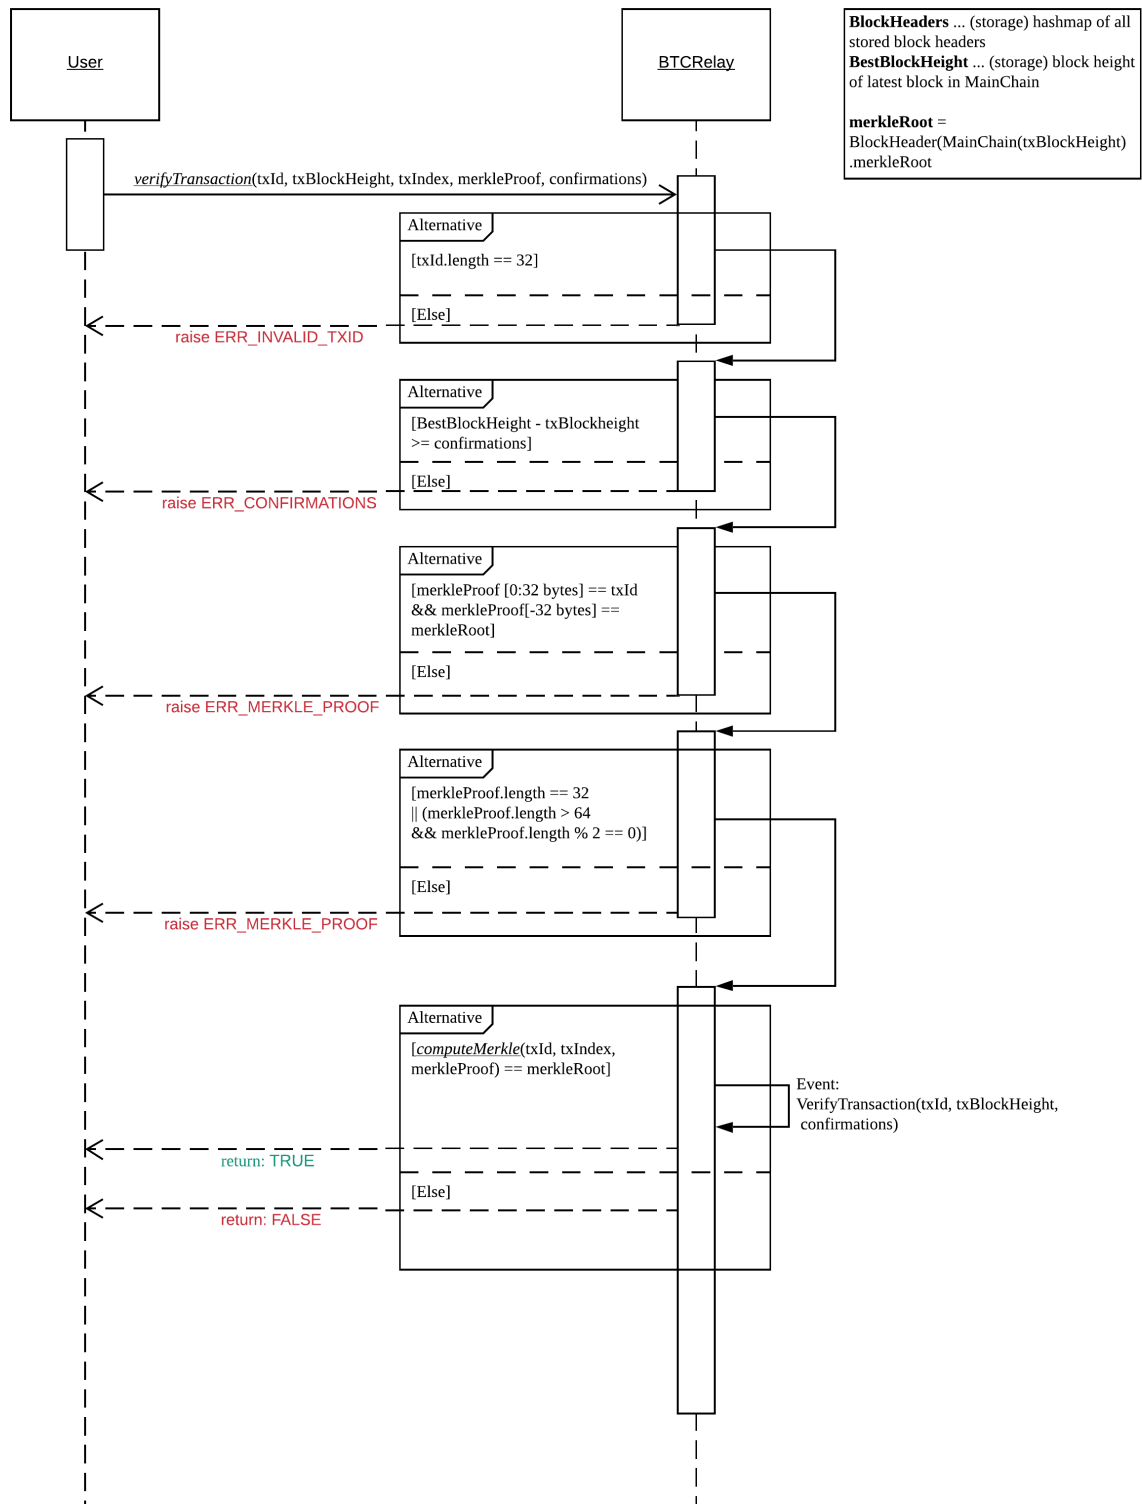 User
BTCRelay
BlockHeaders ... (storage) hashmap of all
stored block headers
BestBlockHeight ... (storage) block height
of latest block in MainChain
merkleRoot =
BlockHeader(MainChain(txBlockHeight)
.merkleRoot
verifyTransaction(txId, txBlockHeight, txIndex, merkleProof, confirmations)
Alternative
[txId.length == 32]
[Else]
raise ERR_INVALID_TXID
Alternative
[BestBlockHeight - txBlockheight
>= confirmations]
[Else]
raise ERR_CONFIRMATIONS
Alternative
[merkleProof [0:32 bytes] == txId
&& merkleProof[-32 bytes] ==
merkleRoot]
[Else]
raise ERR_MERKLE_PROOF
Alternative
[merkleProof.length == 32
|| (merkleProof.length > 64
&& merkleProof.length % 2 == 0)]
[Else]
raise ERR_MERKLE_PROOF
Alternative
[computeMerkle(txId, txIndex,
merkleProof) == merkleRoot]
Event:
VerifyTransaction(txId, txBlockHeight,
confirmations)
return: TRUE
[Else]
return: FALSE